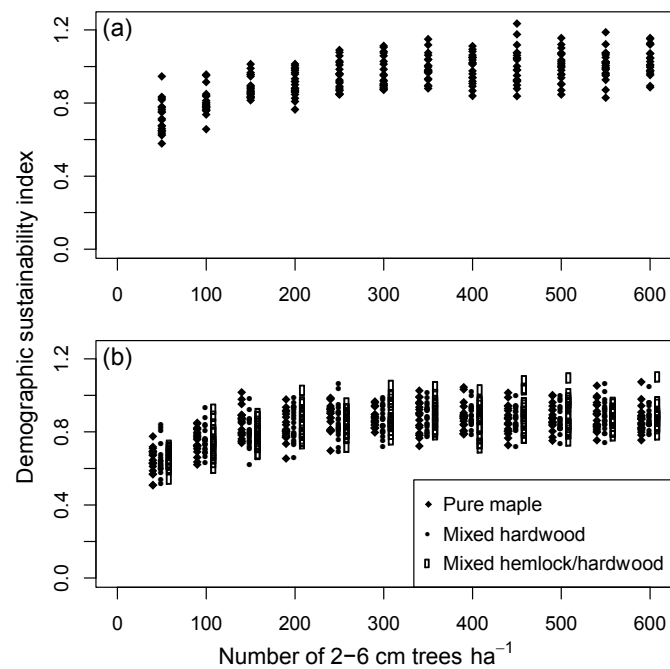 Demographic sustainability index
(a)
1.2
0.8
0.4
0.0
0 100 200 300 400 500 600
(b)
1.2
0.8
0.4
0.0
Pure maple
Mixed hardwood
Mixed hemlock/hardwood
0 100 200 300 400 500 600
Number of 2−6 cm trees ha⁻¹